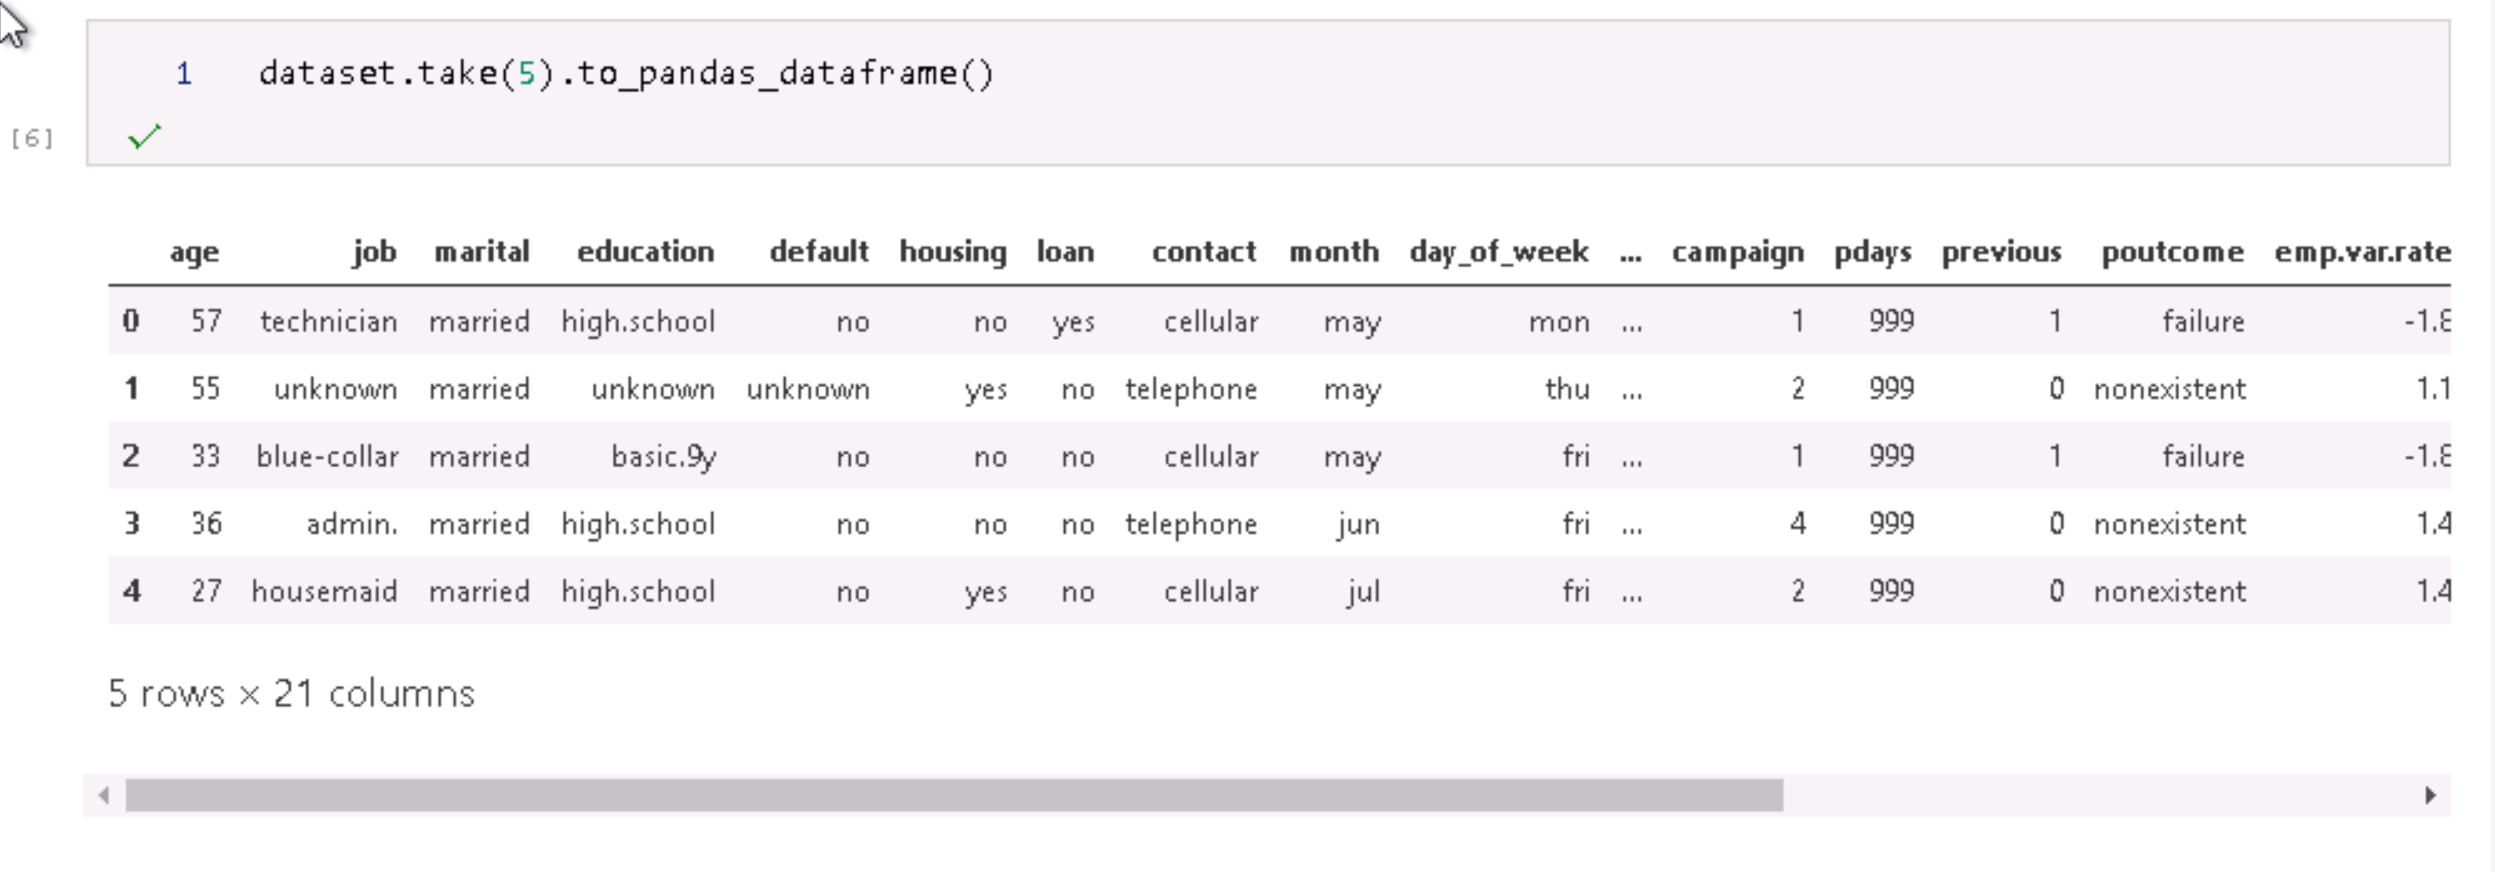 1 dataset.take(5).to_pandas_dataframe()
[6]
age job marital education default housing loan contact month day_of_week ... campaign pdays previous poutcome emp.var.rate
0 57 technician married high.school no no yes cellular may mon ... 1 999 1 failure
1 55 unknown married unknown unknown yes no telephone may thu ... 2 999 0 nonexistent 1.1
2 33 blue-collar married basic.9y no no no cellular may fri ... 1 999 1 failure
3 36 admin. married high.school no no no telephone jun fri ... 4 999 0 nonexistent 1.4
4 27 housemaid married high.school no yes no cellular jul fri ... 2 999 0 nonexistent 1.4
5 rows × 21 columns